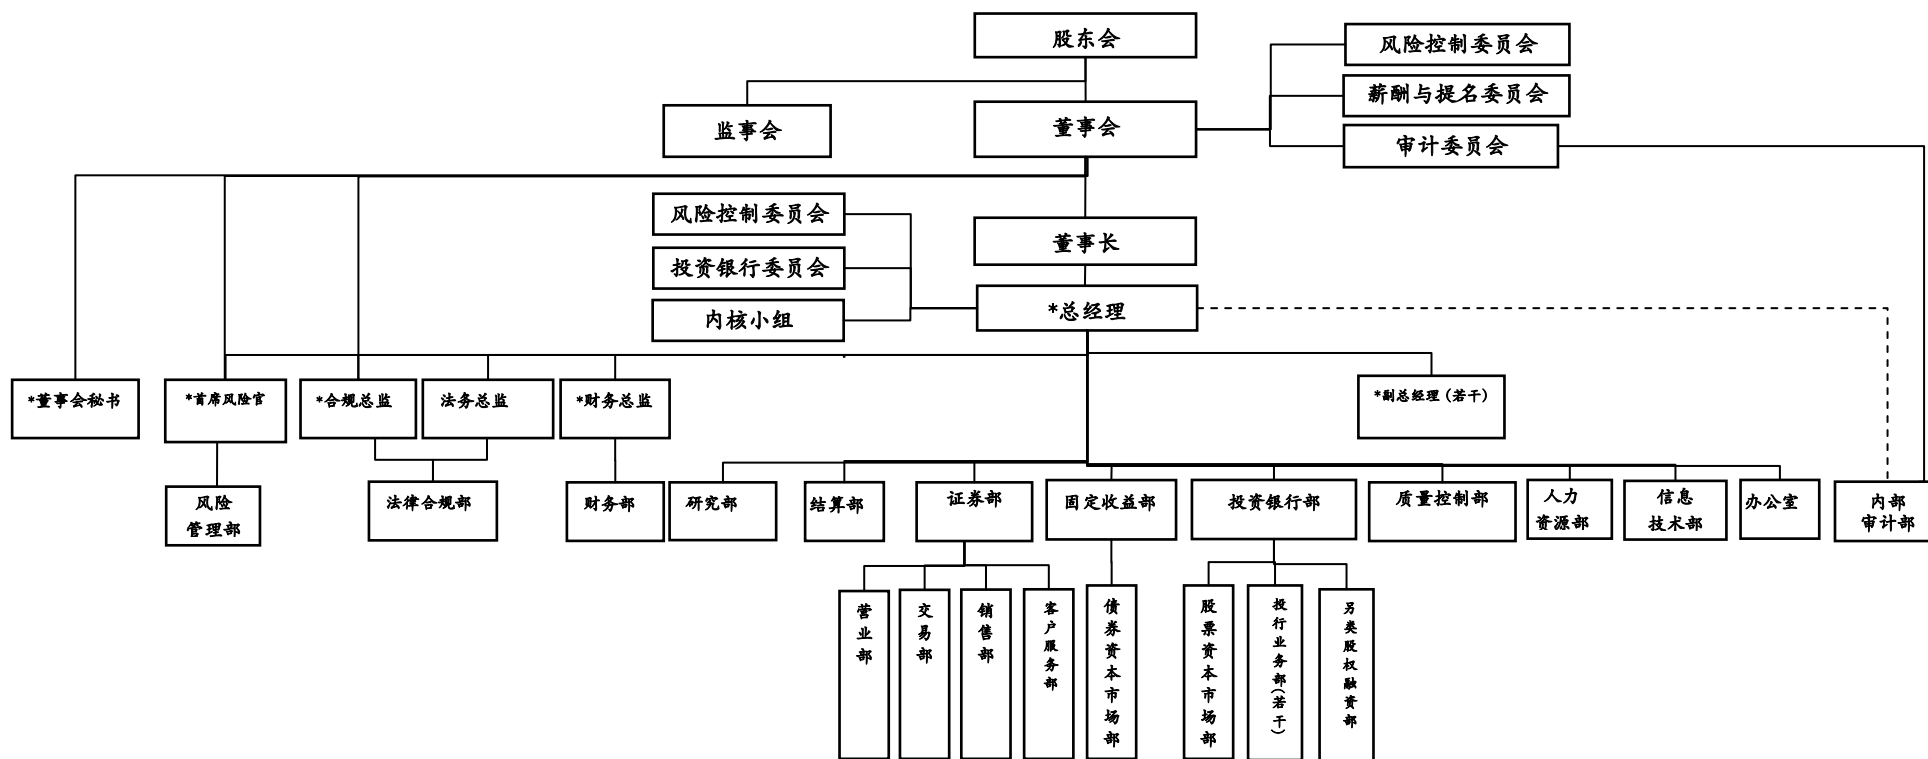 股东会
风险控制委员会
薪酬与提名委员会
监事会
董事会
审计委员会
风险控制委员会
董事长
投资银行委员会
*总经理
内核小组
*董事会秘书
*首席风险官
*合规总监
法务总监
*财务总监
*副总经理（若干）
风险
管理部
法律合规部
财务部
研究部
结算部
证券部
固定收益部
投资银行部
质量控制部
人力
资源部
信息
技术部
办公室
内部
审计部
营业部
交易部
销售部
客户服务部
债券资本市场部
股票资本市场部
投行业务部（若干）
另类股权融资部